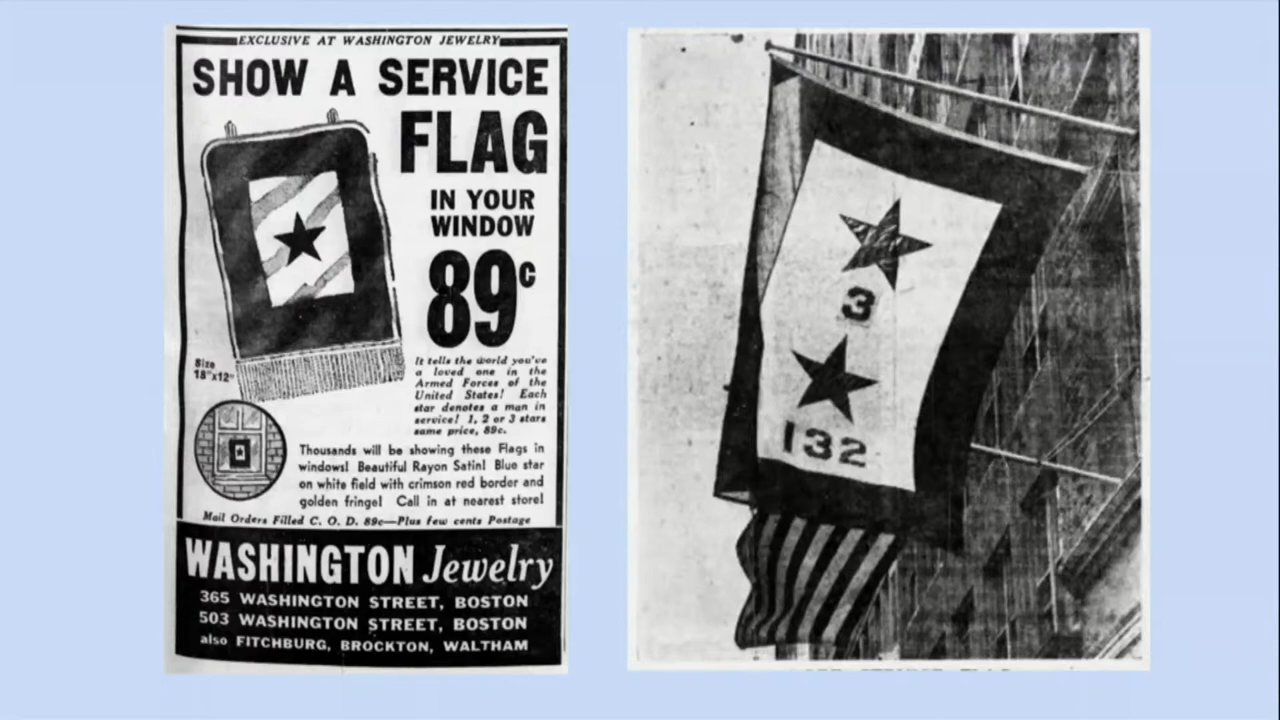 EXCLUSIVE AT WASHINGTON JEWELRY
SHOW A SERVICE
FLAG
IN YOUR
WINDOW
89c
It tells the world you've
a loved one in the
Armed Forces of the
United States! Each
star denotes a man in
service! 1, 2 or 3 stars
same price, 89c.
Size
18"x12"
Thousands will be showing these Flags in
windows! Beautiful Rayon Satin! Blue star
on white field with crimson red border and
golden fringe! Call in at nearest store!
Mail Orders Filled C. O. D. 89c—Plus few cents Postage
WASHINGTON Jewelry
365 WASHINGTON STREET, BOSTON
503 WASHINGTON STREET, BOSTON
also FITCHBURG, BROCKTON, WALTHAM
3
132